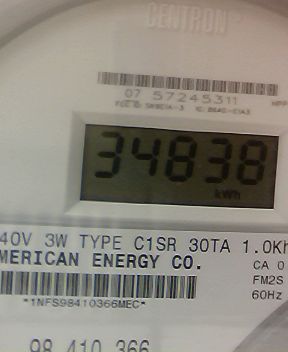 CENTRON
07 57245311
34838
kWh
40V 3W TYPE C1SR 30TA 1.0Kh
MERICAN ENERGY CO.
CA 0
FM2S
60Hz
*1NFS98410366MEC*
98 410 366